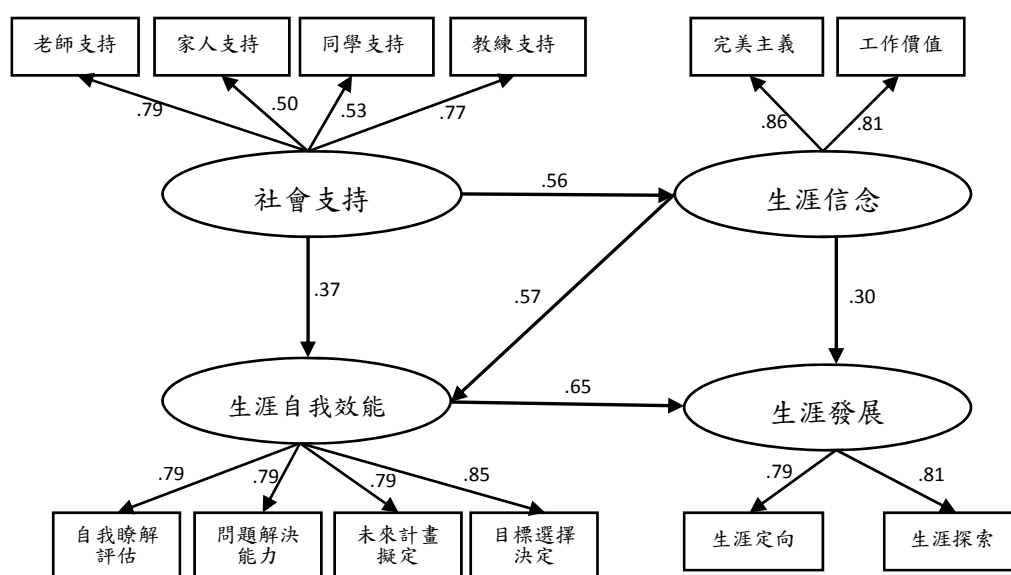 老師支持
家人支持
同學支持
教練支持
完美主義
工作價值
.79
.50
.53
.77
.86
.81
社會支持
.56
生涯信念
.37
.57
.30
生涯自我效能
.65
生涯發展
.79
.79
.79
.85
.79
.81
自我瞭解
評估
問題解決
能力
未來計畫
擬定
目標選擇
決定
生涯定向
生涯探索